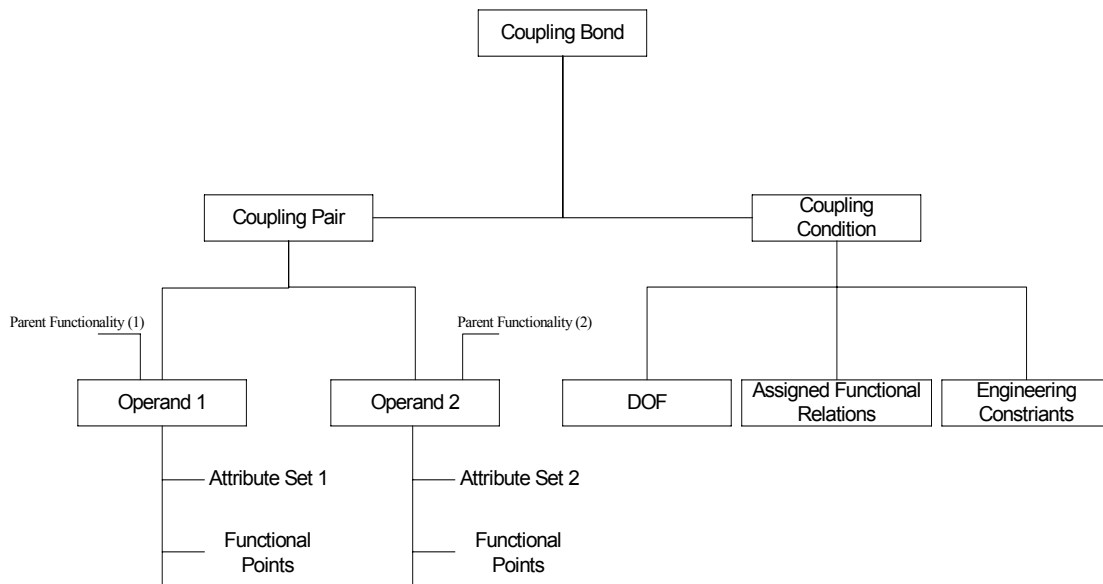 Coupling Bond
Coupling Pair
Coupling
Condition
Parent Functionality (1)
Parent Functionality (2)
Operand 1
Operand 2
DOF
Assigned Functional
Relations
Engineering
Constriants
Attribute Set 1
Attribute Set 2
Functional
Points
Functional
Points